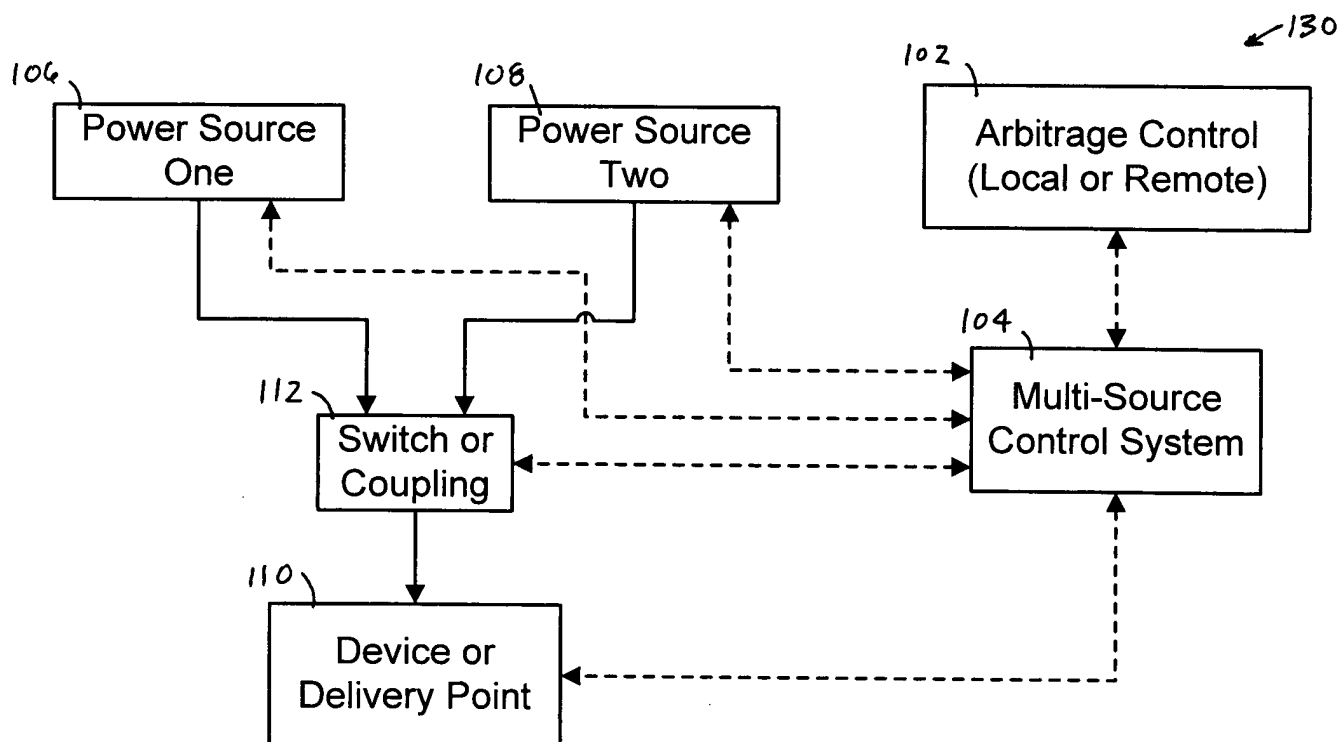 130
106
108
102
Power Source
One
Power Source
Two
Arbitrage Control
(Local or Remote)
104
Multi-Source
Control System
112
Switch or
Coupling
110
Device or
Delivery Point